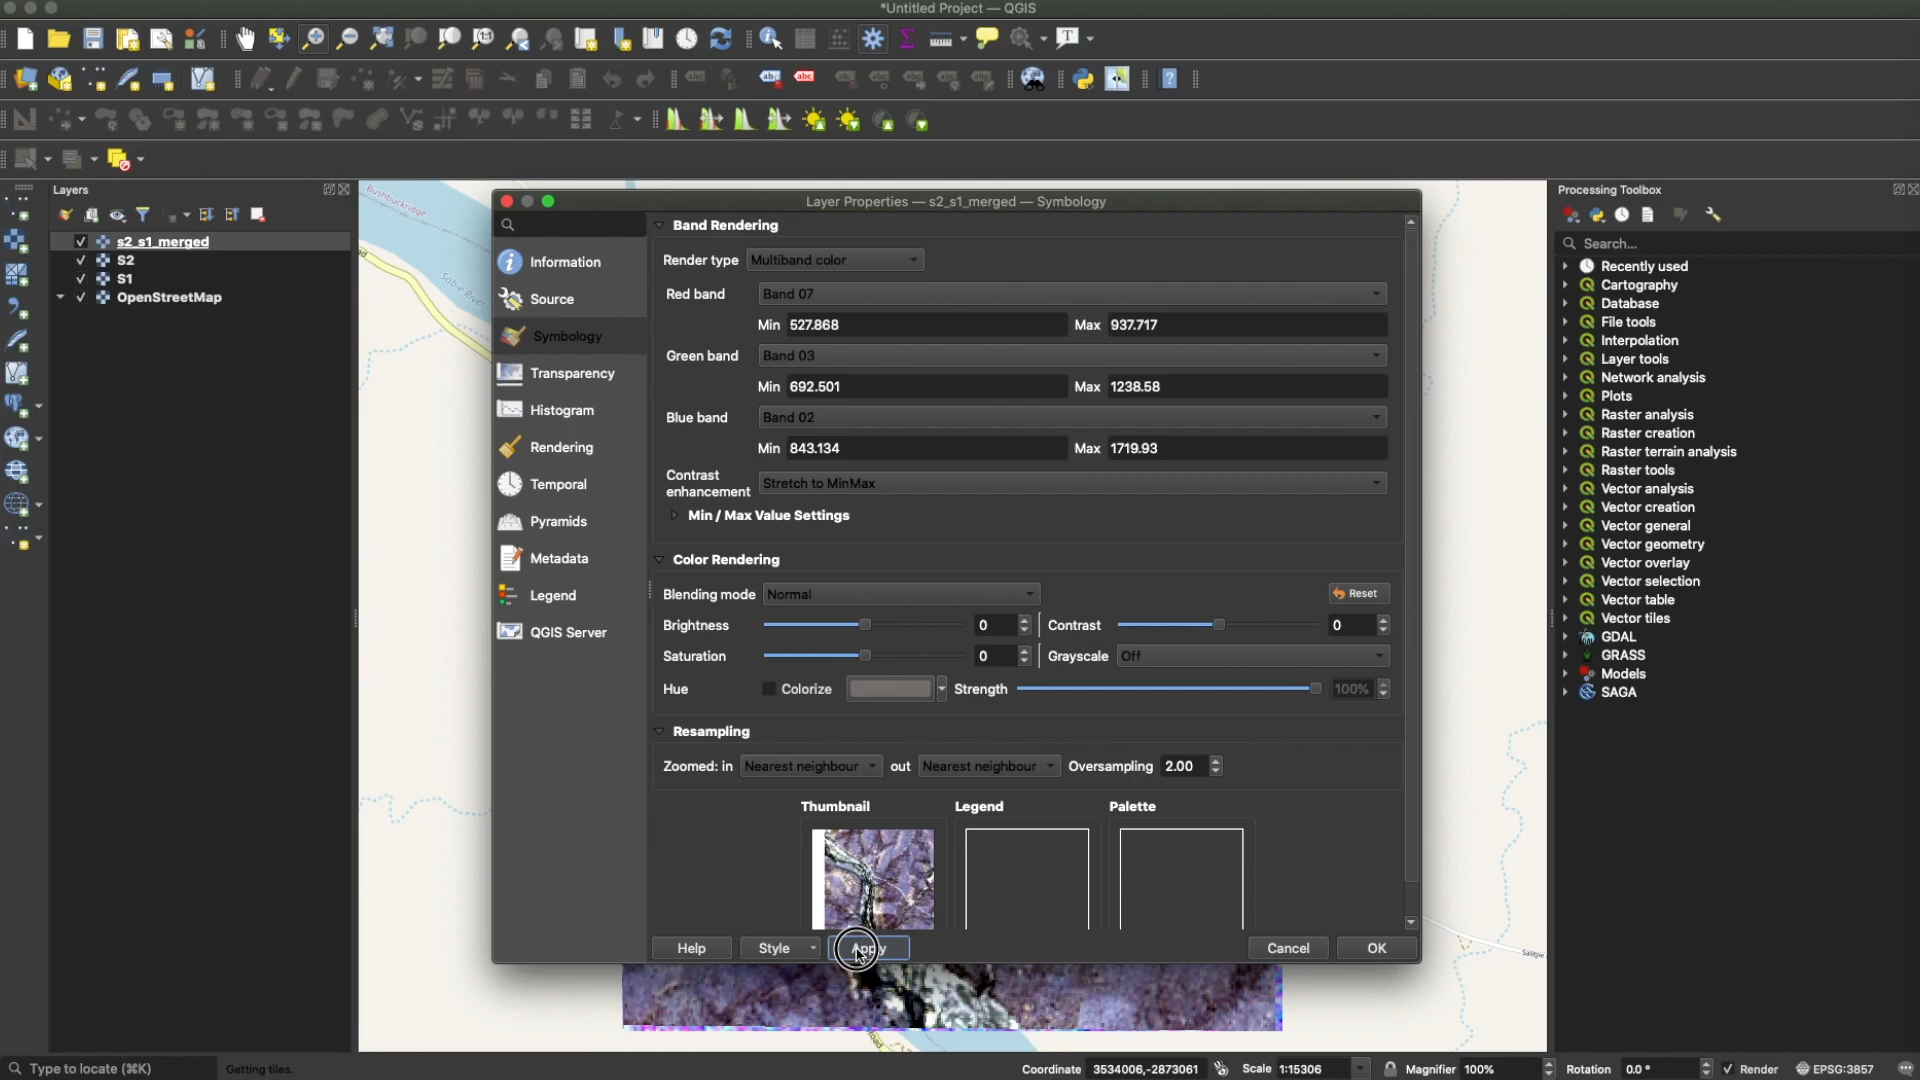 *Untitled Project — QGIS
Layers
s2_s1_merged
S2
S1
OpenStreetMap
Bushbuckridge
Sabie River
Layer Properties — s2_s1_merged — Symbology
Information
Source
Symbology
Transparency
Histogram
Rendering
Temporal
Pyramids
Metadata
Legend
QGIS Server
Band Rendering
Render type Multiband color
Red band Band 07
Min 527.868 Max 937.717
Green band Band 03
Min 692.501 Max 1238.58
Blue band Band 02
Min 843.134 Max 1719.93
Contrast enhancement Stretch to MinMax
Min / Max Value Settings
Color Rendering
Blending mode Normal Reset
Brightness 0 Contrast 0
Saturation 0 Grayscale Off
Hue Colorize Strength 100%
Resampling
Zoomed: in Nearest neighbour out Nearest neighbour Oversampling 2.00
Thumbnail Legend Palette
Help Style Apply Cancel OK
Processing Toolbox
Search...
Recently used
Cartography
Database
File tools
Interpolation
Layer tools
Network analysis
Plots
Raster analysis
Raster creation
Raster terrain analysis
Raster tools
Vector analysis
Vector creation
Vector general
Vector geometry
Vector overlay
Vector selection
Vector table
Vector tiles
GDAL
GRASS
Models
SAGA
Type to locate (⌘K) Getting tiles. Coordinate 3534006,-2873061 Scale 1:15306 Magnifier 100% Rotation 0.0 ° Render EPSG:3857